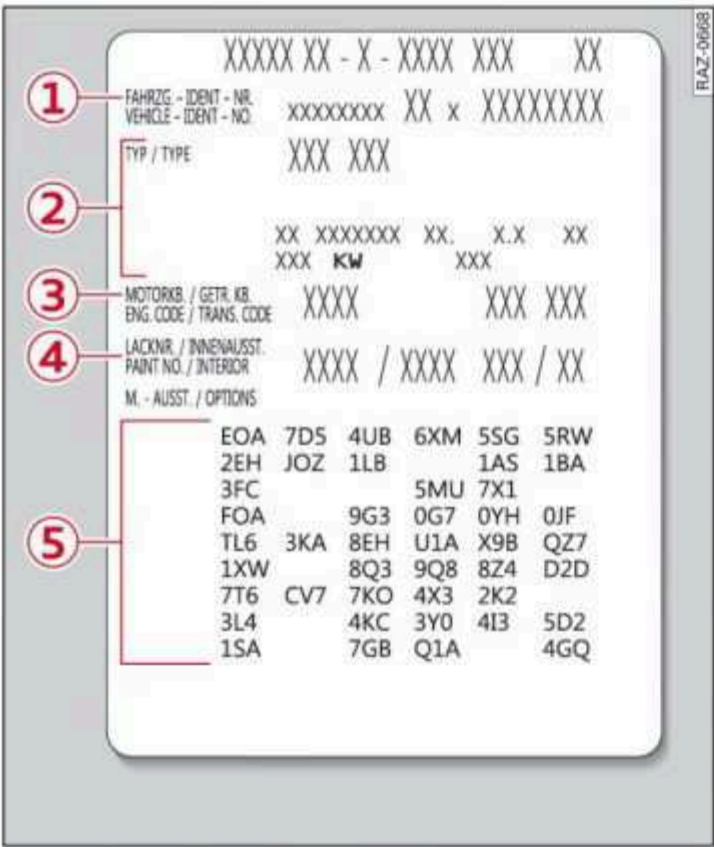 RAZ-0668
XXXXX XX - X - XXXX XXX XX
1
FAHRZG. - IDENT - NR.
VEHICLE - IDENT - NO. XXXXXXXX XX X XXXXXXXX
TYP / TYPE XXX XXX
2
XX XXXXXXX XX. X.X XX
XXX KW XXX
3
MOTORKB. / GETR. KB.
ENG. CODE / TRANS. CODE XXXX XXX XXX
4
LACKNR. / INNENAUSST.
PAINT NO. / INTERIOR XXXX / XXXX XXX / XX
M. - AUSST. / OPTIONS
5
EOA 7D5 4UB 6XM 5SG 5RW
2EH JOZ 1LB 1AS 1BA
3FC 5MU 7X1
FOA 9G3 0G7 0YH 0JF
TL6 3KA 8EH U1A X9B QZ7
1XW 8Q3 9Q8 8Z4 D2D
7T6 CV7 7KO 4X3 2K2
3L4 4KC 3Y0 4I3 5D2
1SA 7GB Q1A 4GQ